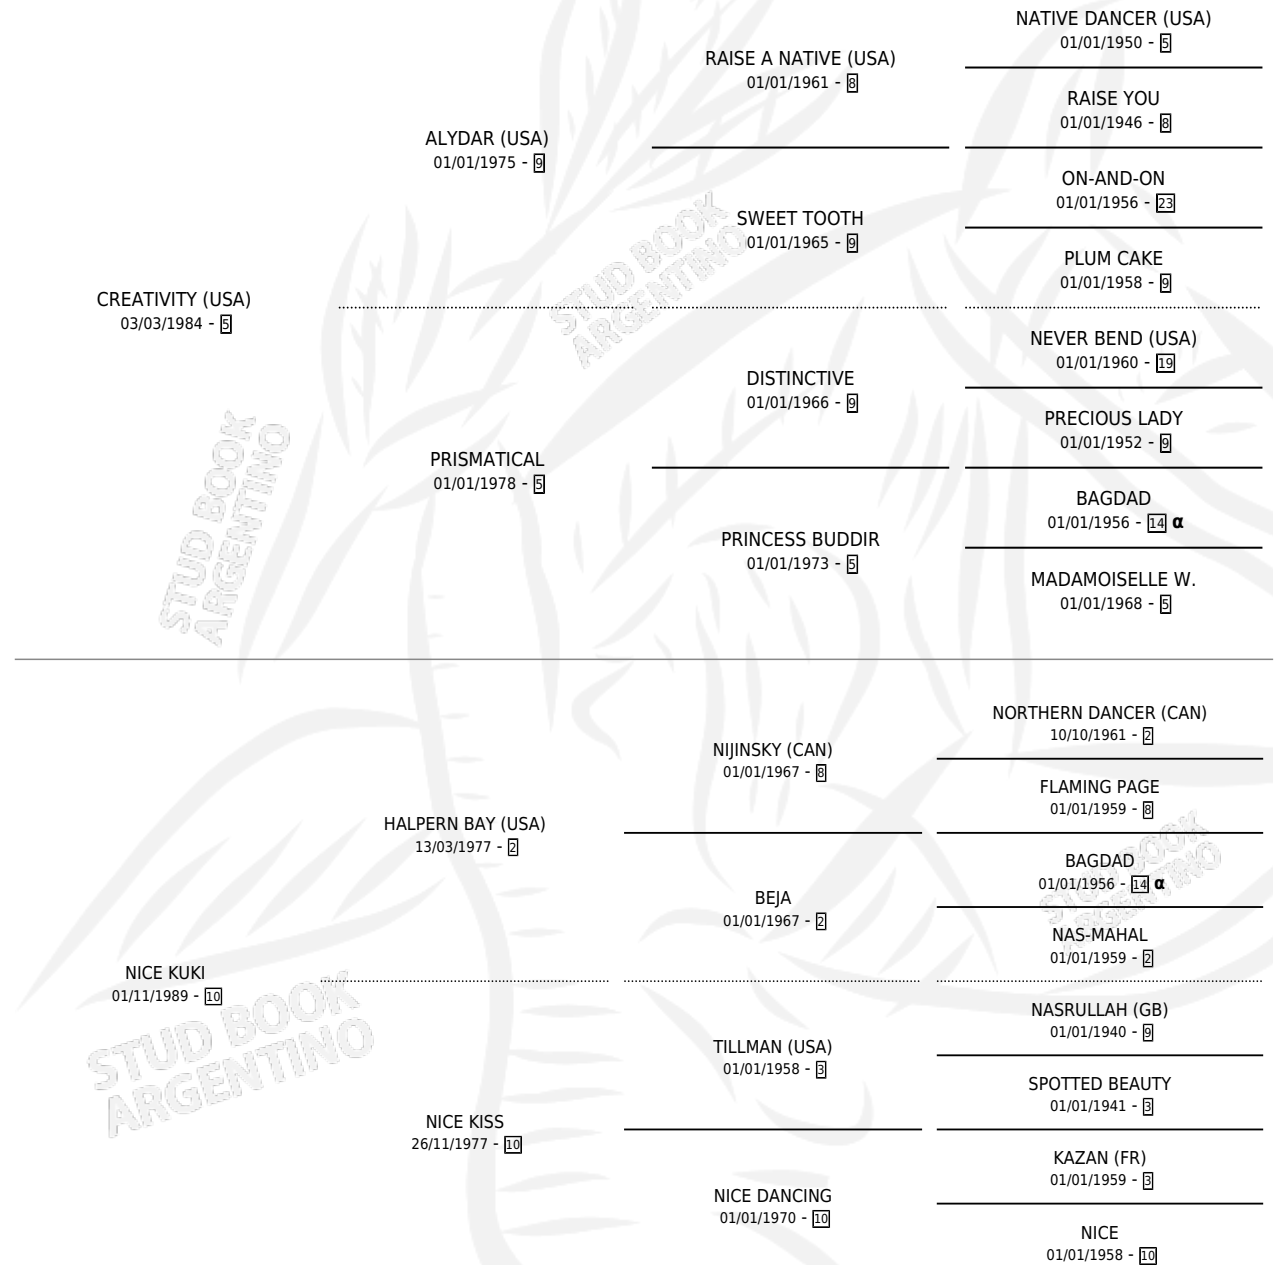 NATIVE DANCER (USA)
01/01/1950 - 5
RAISE A NATIVE (USA)
01/01/1961 - 8
RAISE YOU
01/01/1946 - 8
ALYDAR (USA)
01/01/1975 - 9
ON-AND-ON
01/01/1956 - 23
SWEET TOOTH
01/01/1965 - 9
PLUM CAKE
01/01/1958 - 9
CREATIVITY (USA)
03/03/1984 - 5
STUD BOOK
ARGENTINO
NEVER BEND (USA)
01/01/1960 - 19
DISTINCTIVE
01/01/1966 - 9
PRECIOUS LADY
01/01/1952 - 9
PRISMATICAL
01/01/1978 - 5
BAGDAD
01/01/1956 - 14 α
PRINCESS BUDDIR
01/01/1973 - 5
MADAMOISELLE W.
01/01/1968 - 5
STUD BOOK
ARGENTINO
NORTHERN DANCER (CAN)
10/10/1961 - 2
NIJINSKY (CAN)
01/01/1967 - 8
FLAMING PAGE
01/01/1959 - 8
HALPERN BAY (USA)
13/03/1977 - 2
BAGDAD
01/01/1956 - 14 α
BEJA
01/01/1967 - 2
NAS-MAHAL
01/01/1959 - 2
STUD BOOK
ARGENTINO
NICE KUKI
01/11/1989 - 10
STUD BOOK
ARGENTINO
NASRULLAH (GB)
01/01/1940 - 9
TILLMAN (USA)
01/01/1958 - 3
SPOTTED BEAUTY
01/01/1941 - 3
NICE KISS
26/11/1977 - 10
KAZAN (FR)
01/01/1959 - 3
NICE DANCING
01/01/1970 - 10
NICE
01/01/1958 - 10